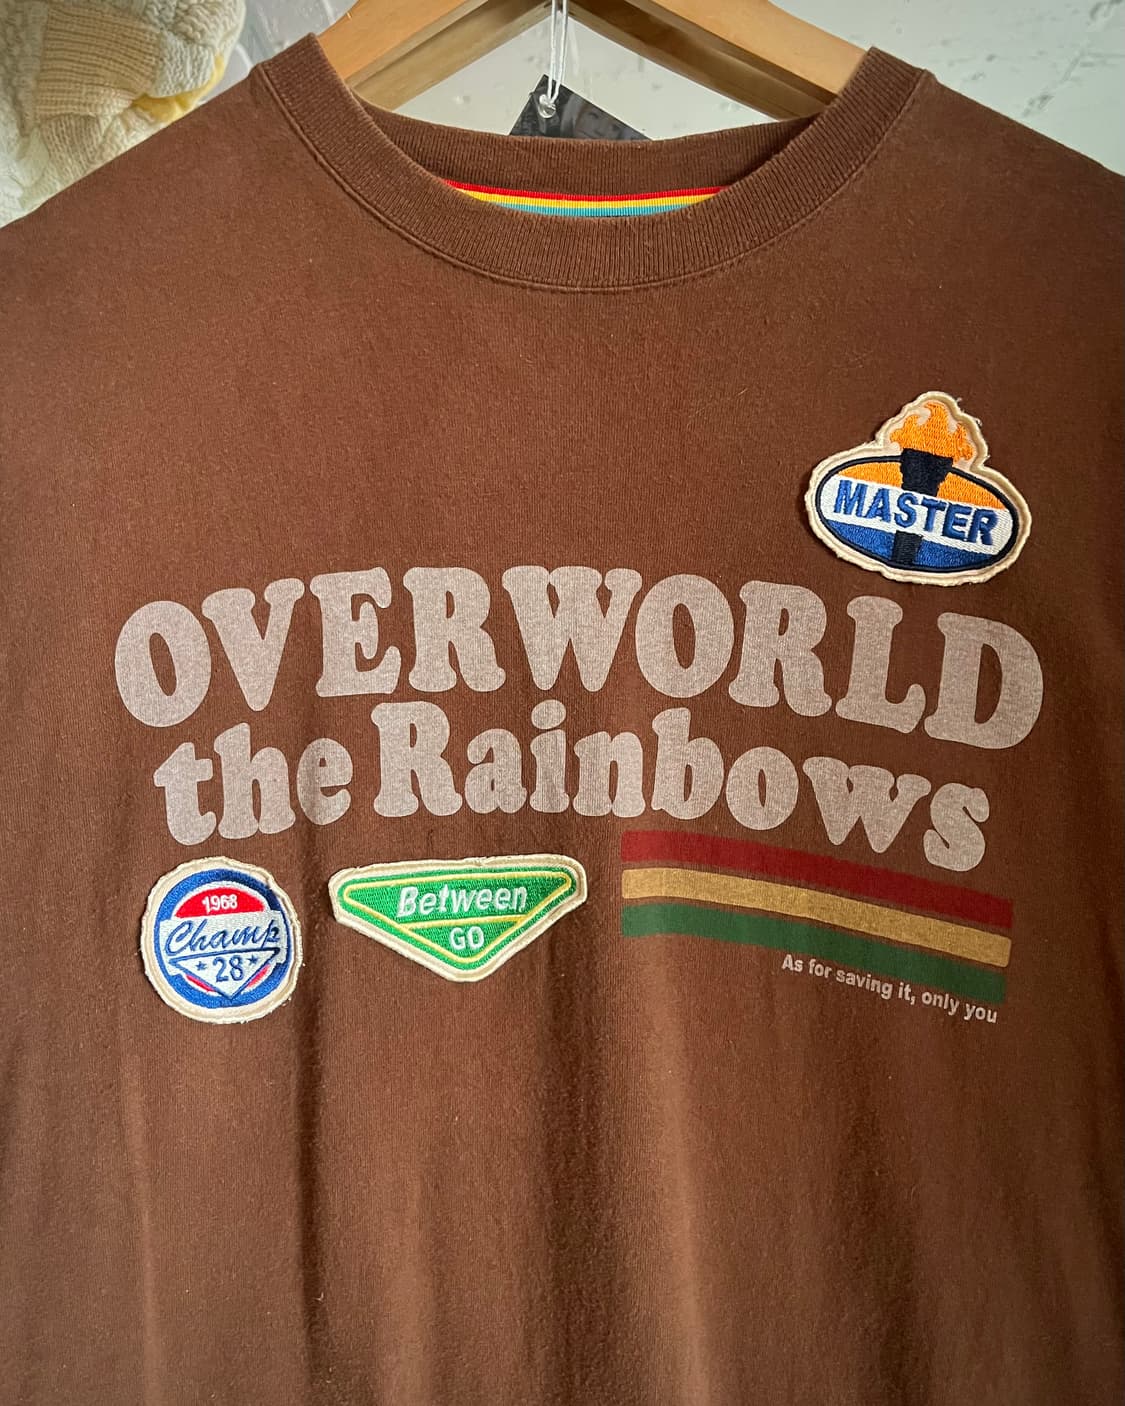 MASTER
OVERWORLD
the Rainbows
1968
Champ
28
Between
GO
As for saving it, only you